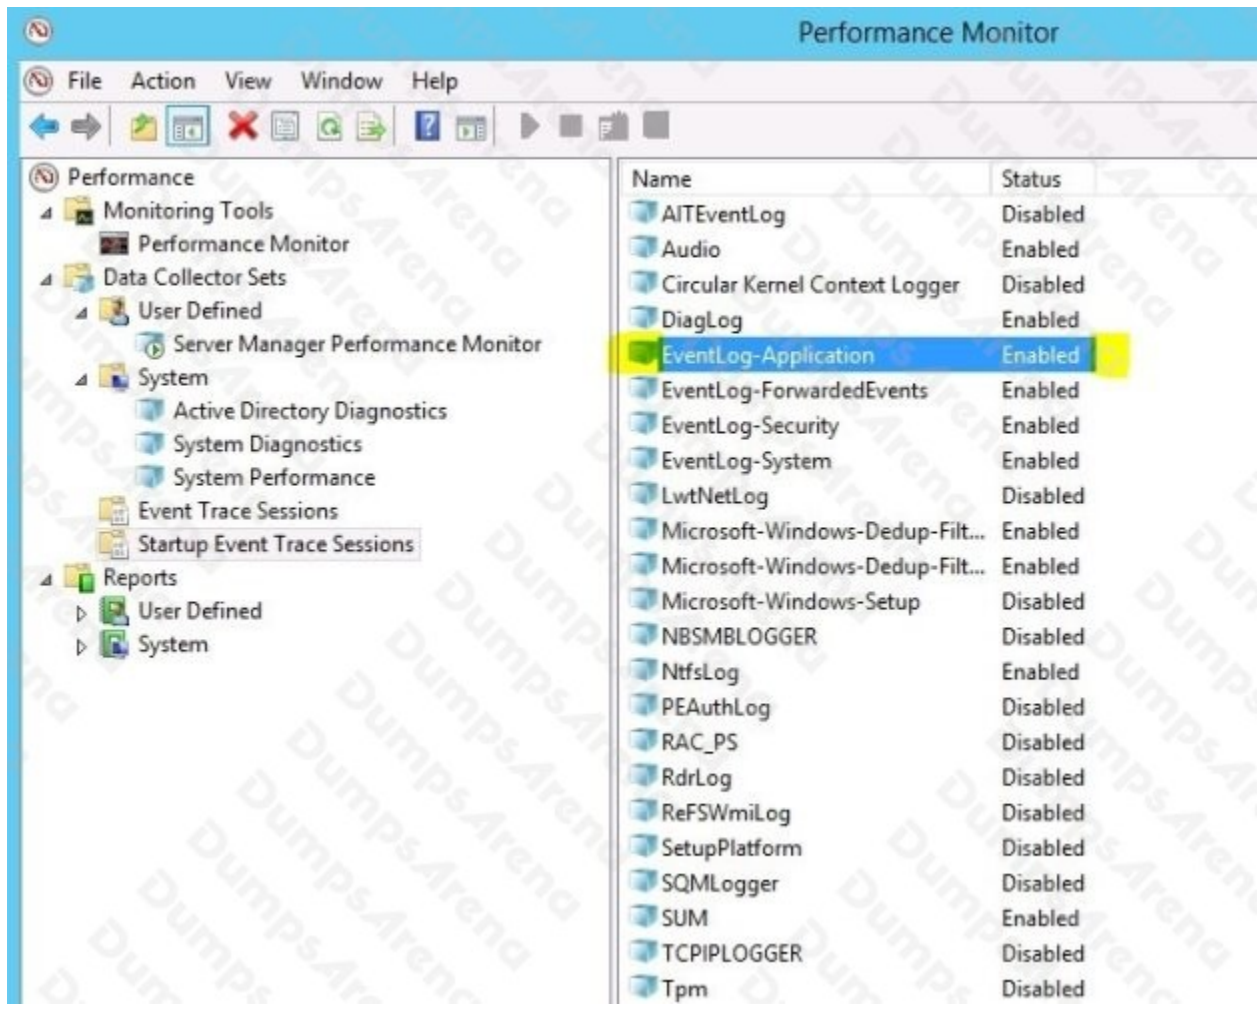 Performance Monitor
File Action View Window Help
Performance
Monitoring Tools
Performance Monitor
Data Collector Sets
User Defined
Server Manager Performance Monitor
System
Active Directory Diagnostics
System Diagnostics
System Performance
Event Trace Sessions
Startup Event Trace Sessions
Reports
User Defined
System
Name Status
AITEventLog Disabled
Audio Enabled
Circular Kernel Context Logger Disabled
DiagLog Enabled
EventLog-Application Enabled
EventLog-ForwardedEvents Enabled
EventLog-Security Enabled
EventLog-System Enabled
LwtNetLog Disabled
Microsoft-Windows-Dedup-Filt... Enabled
Microsoft-Windows-Dedup-Filt... Enabled
Microsoft-Windows-Setup Disabled
NBSMBLOGGER Disabled
NtfsLog Enabled
PEAuthLog Disabled
RAC_PS Disabled
RdrLog Disabled
ReFSWmiLog Disabled
SetupPlatform Disabled
SQMLogger Disabled
SUM Enabled
TCPIPLOGGER Disabled
Tpm Disabled
DumpsArena